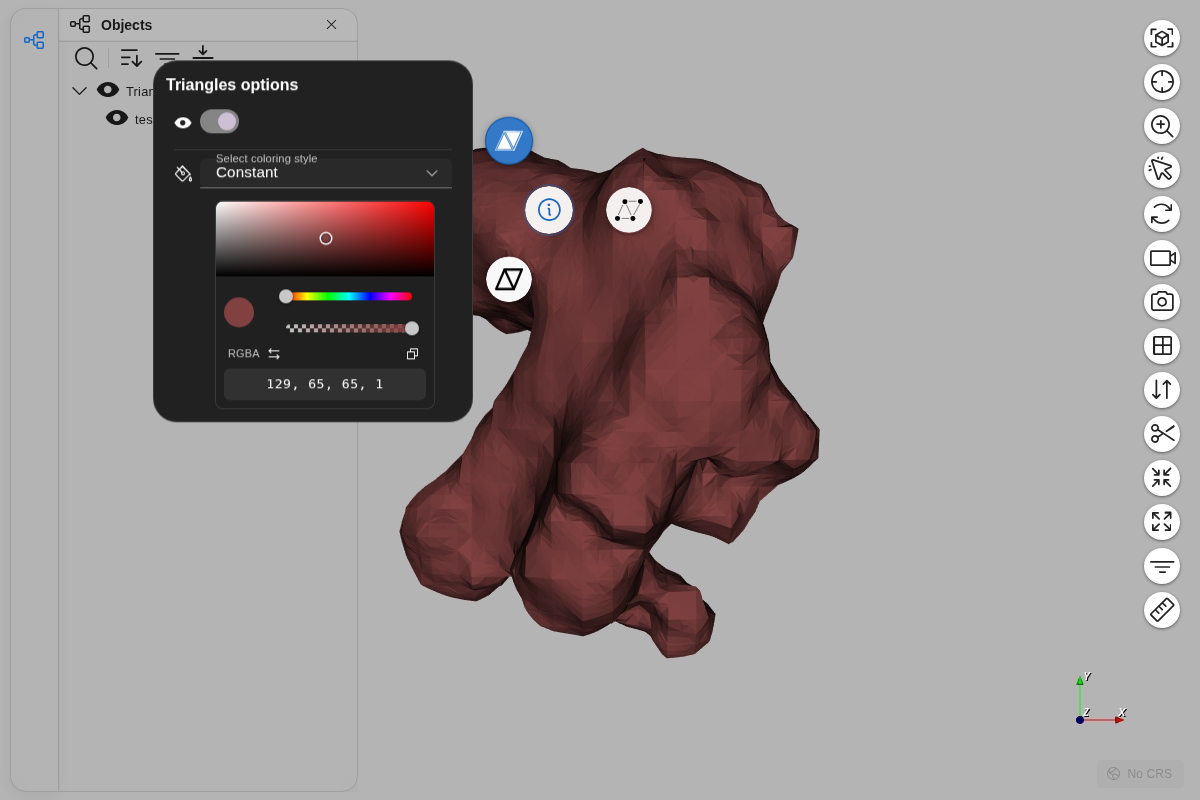 Objects
Trian
tes
Triangles options
Select coloring style
Constant
RGBA
129, 65, 65, 1
Y
Z
X
No CRS